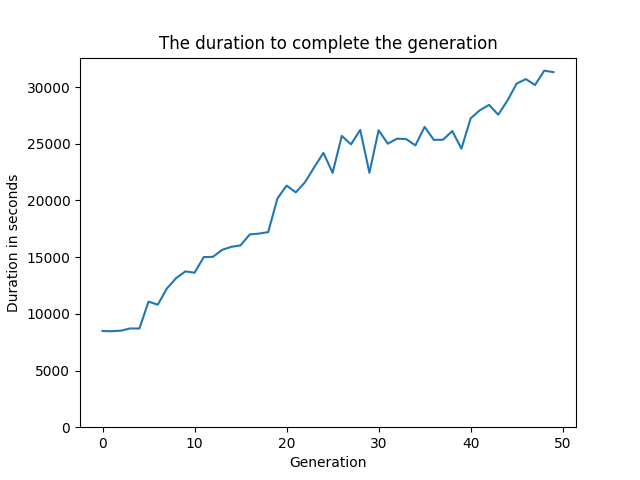 The duration to complete the generation
30000
25000
20000
15000
10000
5000
0
Duration in seconds
0 10 20 30 40 50
Generation